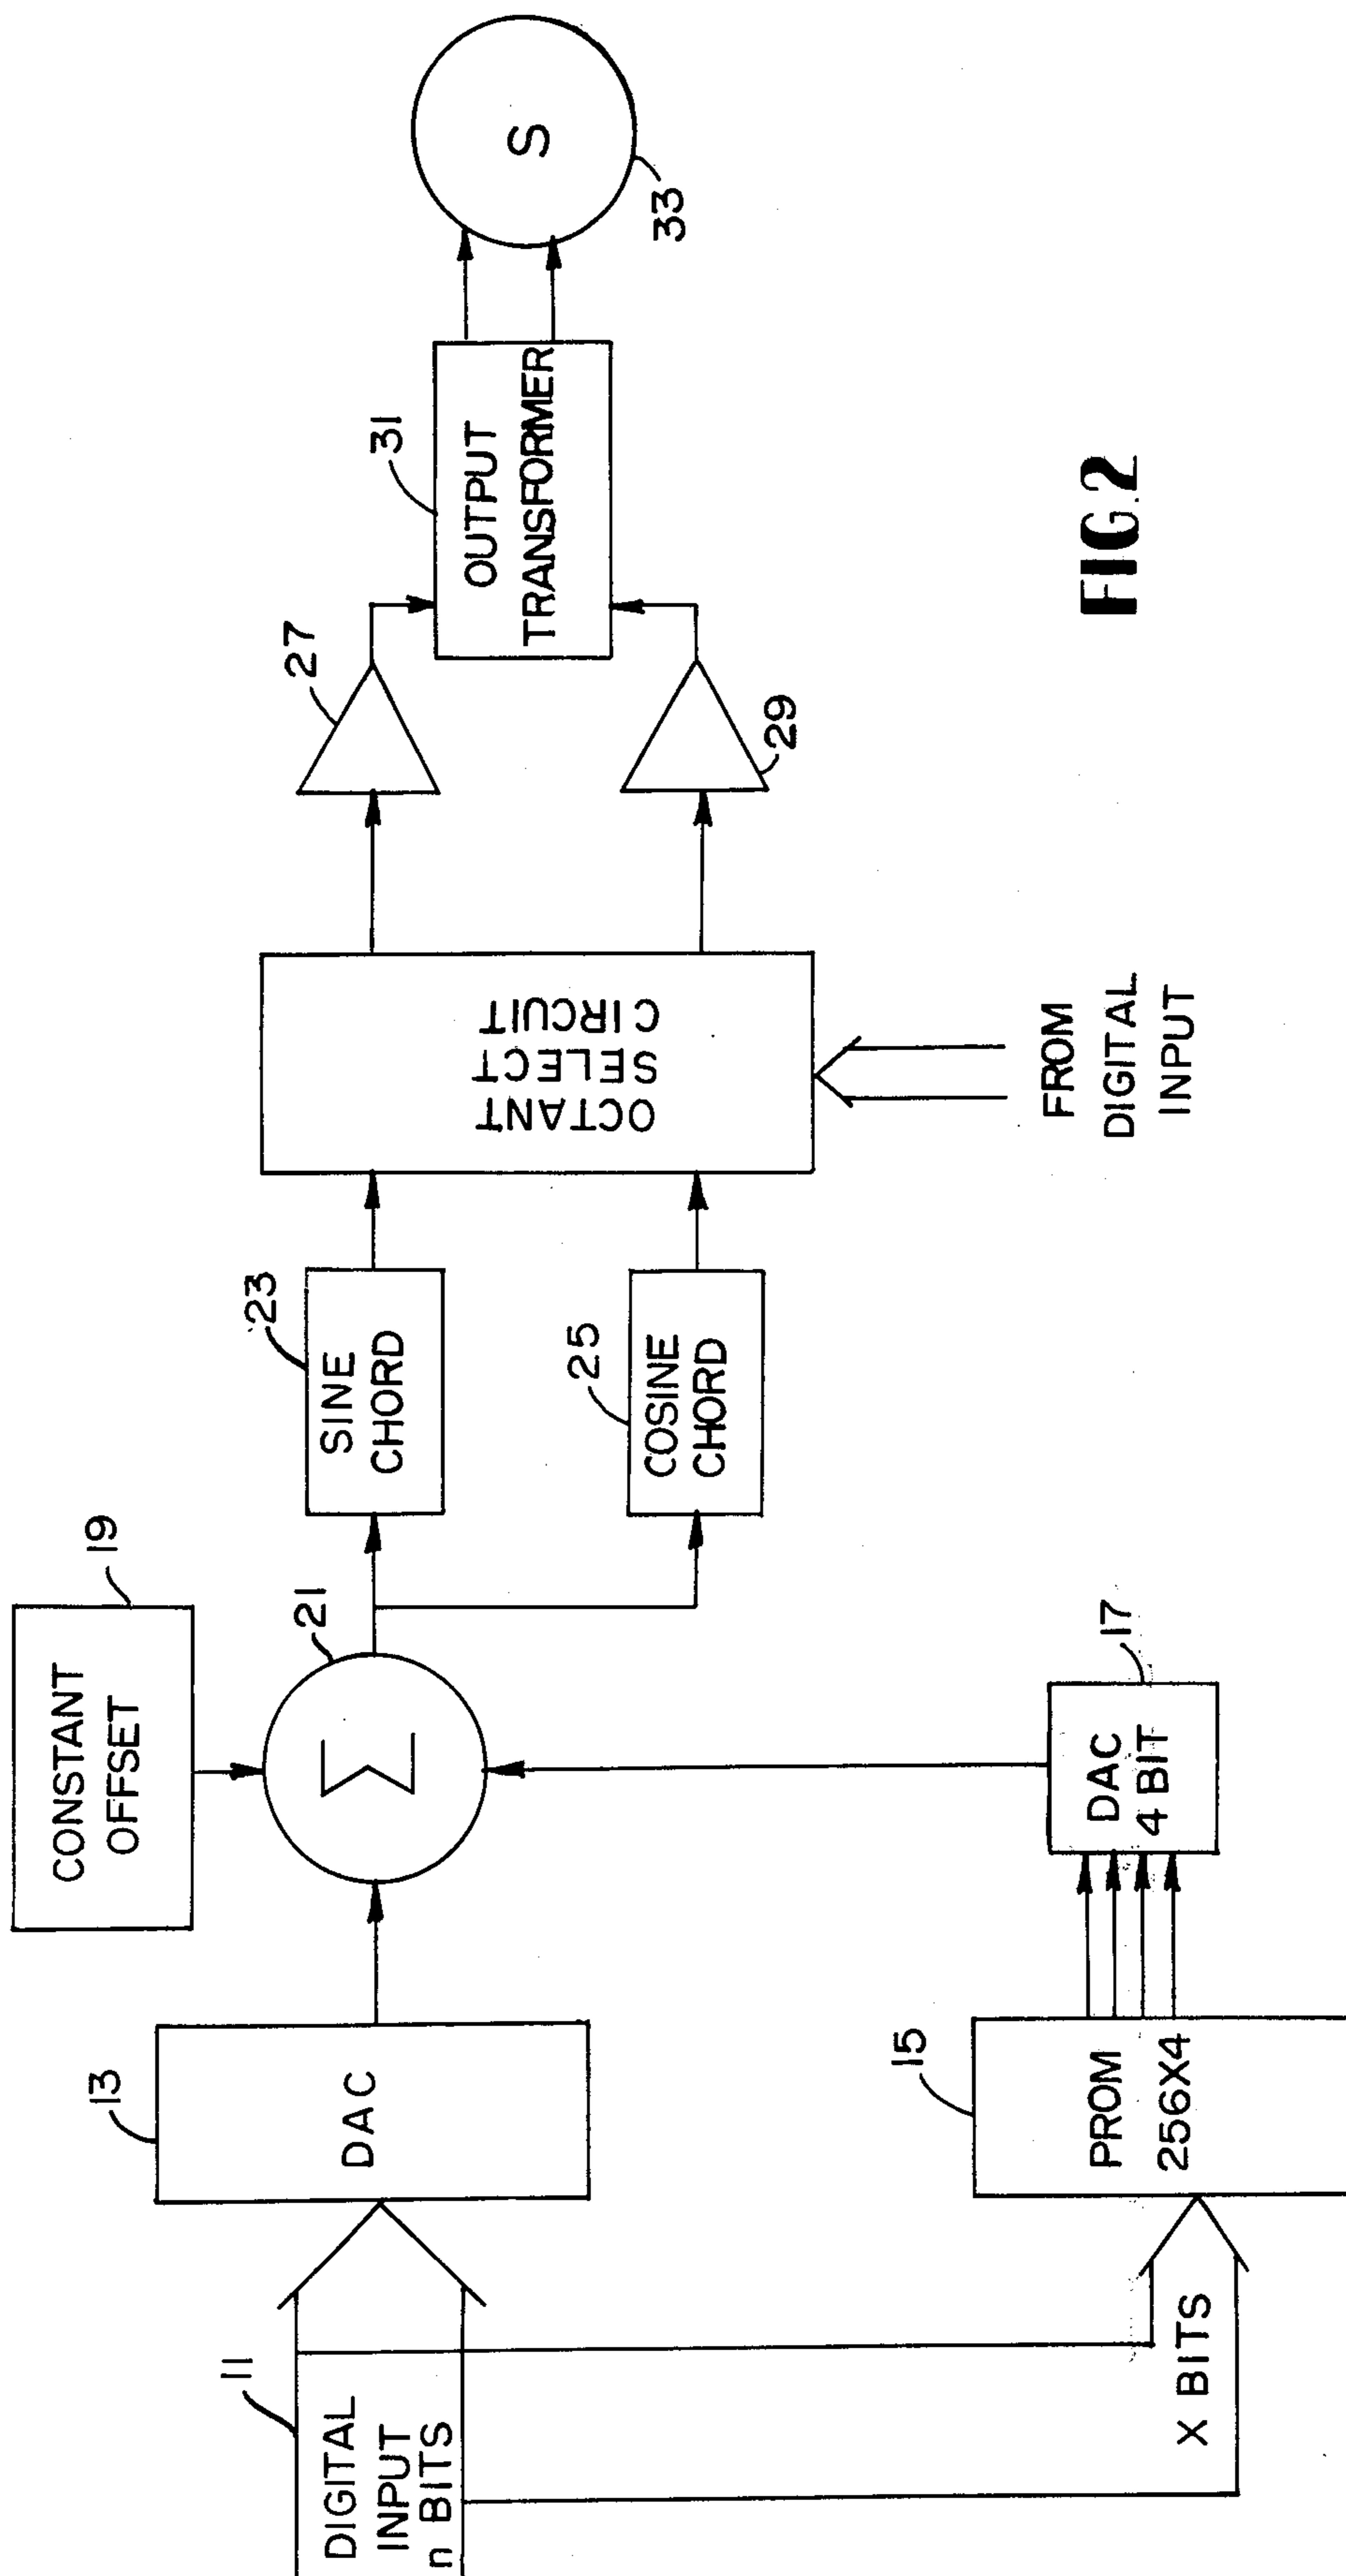 11
DIGITAL
INPUT
n BITS
13
DAC
CONSTANT
OFFSET
19
Σ
21
X BITS
15
PROM
256X4
DAC
4 BIT
17
SINE
CHORD
23
COSINE
CHORD
25
OCTANT
SELECT
CIRCUIT
FROM
DIGITAL
INPUT
27
29
OUTPUT
TRANSFORMER
31
S
33
FIG.2